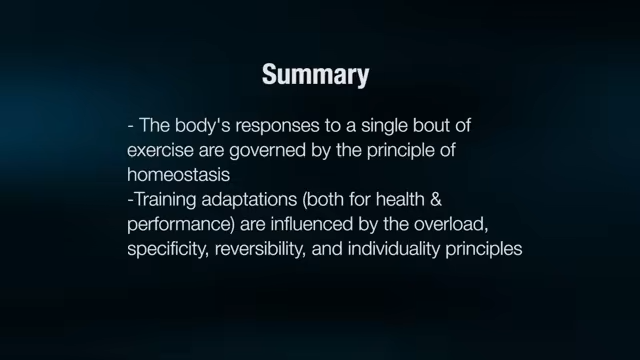 Summary
- The body's responses to a single bout of
exercise are governed by the principle of
homeostasis
-Training adaptations (both for health &
performance) are influenced by the overload,
specificity, reversibility, and individuality principles